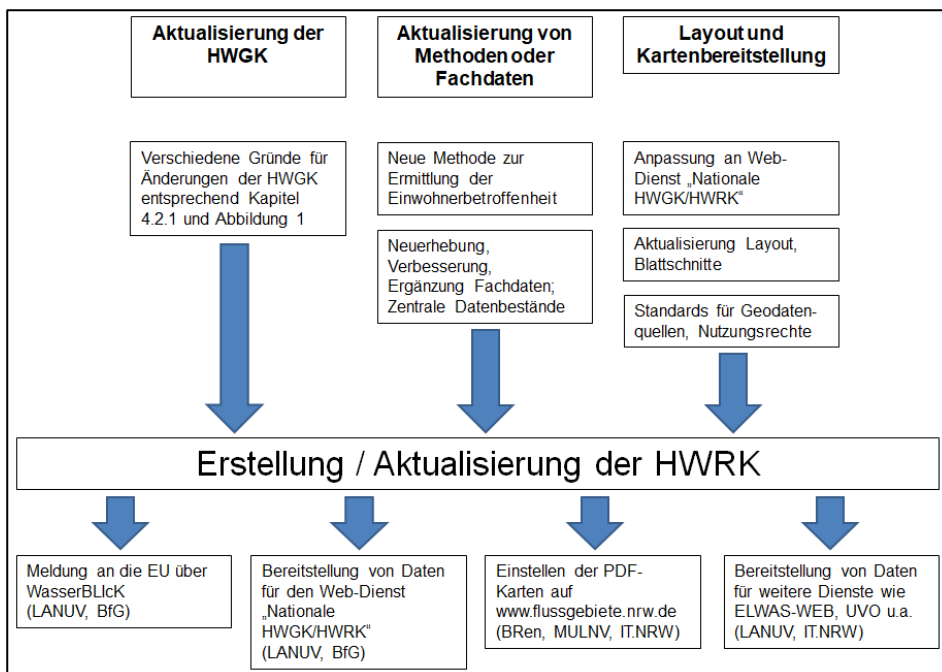 Aktualisierung der
HWGK
Aktualisierung von
Methoden oder
Fachdaten
Layout und
Kartenbereitstellung
Verschiedene Gründe für
Änderungen der HWGK
entsprechend Kapitel
4.2.1 und Abbildung 1
Neue Methode zur
Ermittlung der
Einwohnerbetroffenheit
Neuerhebung,
Verbesserung,
Ergänzung Fachdaten;
Zentrale Datenbestände
Anpassung an Web-
Dienst „Nationale
HWGK/HWRK“
Aktualisierung Layout,
Blattschnitte
Standards für Geodaten-
quellen, Nutzungsrechte
Erstellung / Aktualisierung der HWRK
Meldung an die EU über
WasserBLIcK
(LANUV, BfG)
Bereitstellung von Daten
für den Web-Dienst
„Nationale
HWGK/HWRK“
(LANUV, BfG)
Einstellen der PDF-
Karten auf
www.flussgebiete.nrw.de
(BRen, MULNV, IT.NRW)
Bereitstellung von Daten
für weitere Dienste wie
ELWAS-WEB, UVO u.a.
(LANUV, IT.NRW)